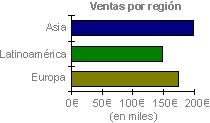 Ventas por región
Asia
Latinoamérica
Europa
0€ 50€ 100€ 150€ 200€
(en miles)